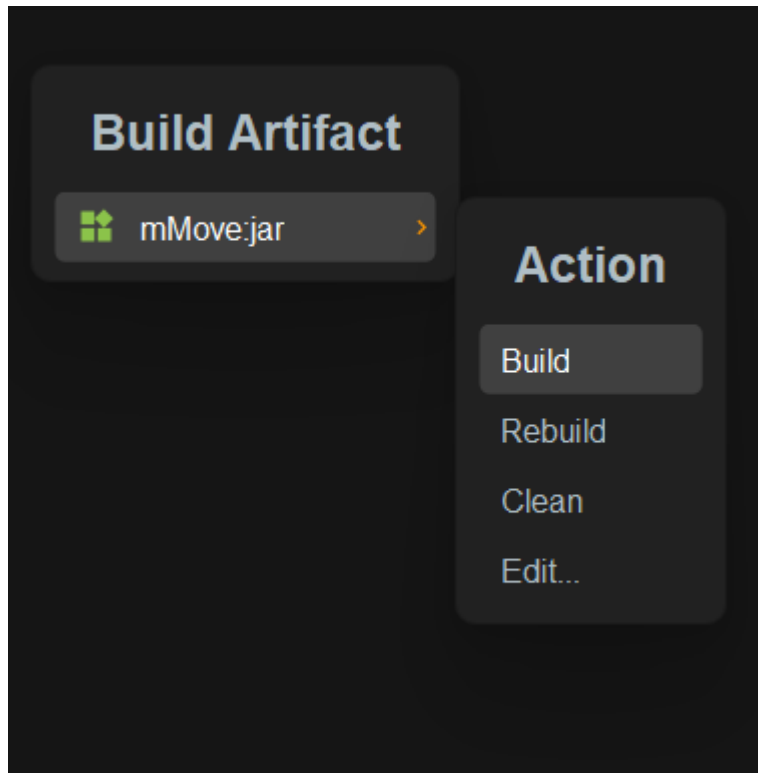 Build Artifact
mMove:jar
Action
Build
Rebuild
Clean
Edit...